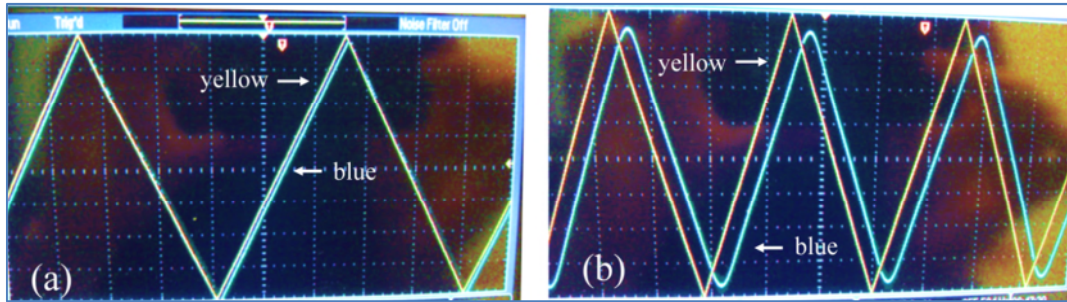 un Trig'd Noise Filter Off
yellow
blue
(a)
yellow
blue
(b)